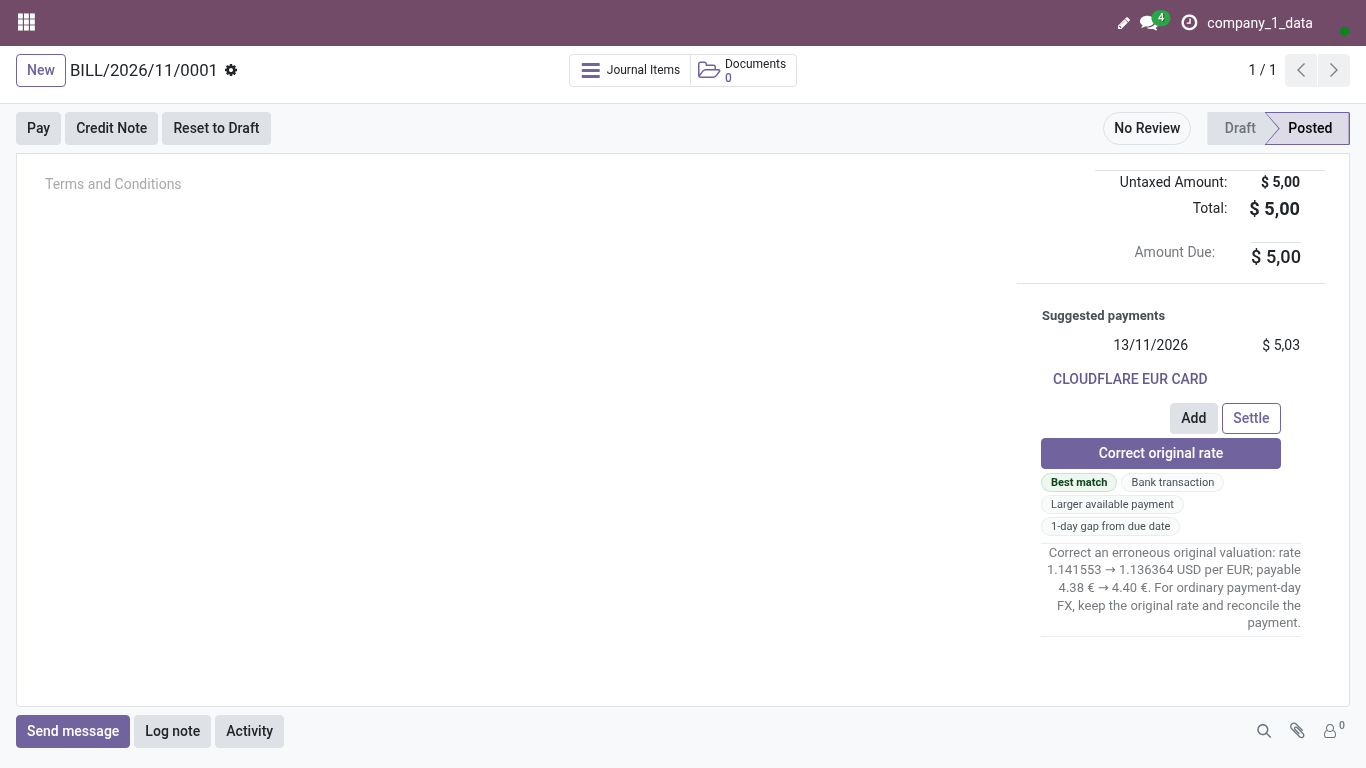 4
company_1_data
New
BILL/2026/11/0001
Journal Items
Documents
0
1 / 1
Pay
Credit Note
Reset to Draft
No Review
Draft
Posted
Terms and Conditions
Untaxed Amount: $ 5,00
Total: $ 5,00
Amount Due: $ 5,00
Suggested payments
13/11/2026 $ 5,03
CLOUDFLARE EUR CARD
Add
Settle
Correct original rate
Best match
Bank transaction
Larger available payment
1-day gap from due date
Correct an erroneous original valuation: rate
1.141553 → 1.136364 USD per EUR; payable
4.38 € → 4.40 €. For ordinary payment-day
FX, keep the original rate and reconcile the
payment.
Send message
Log note
Activity
0